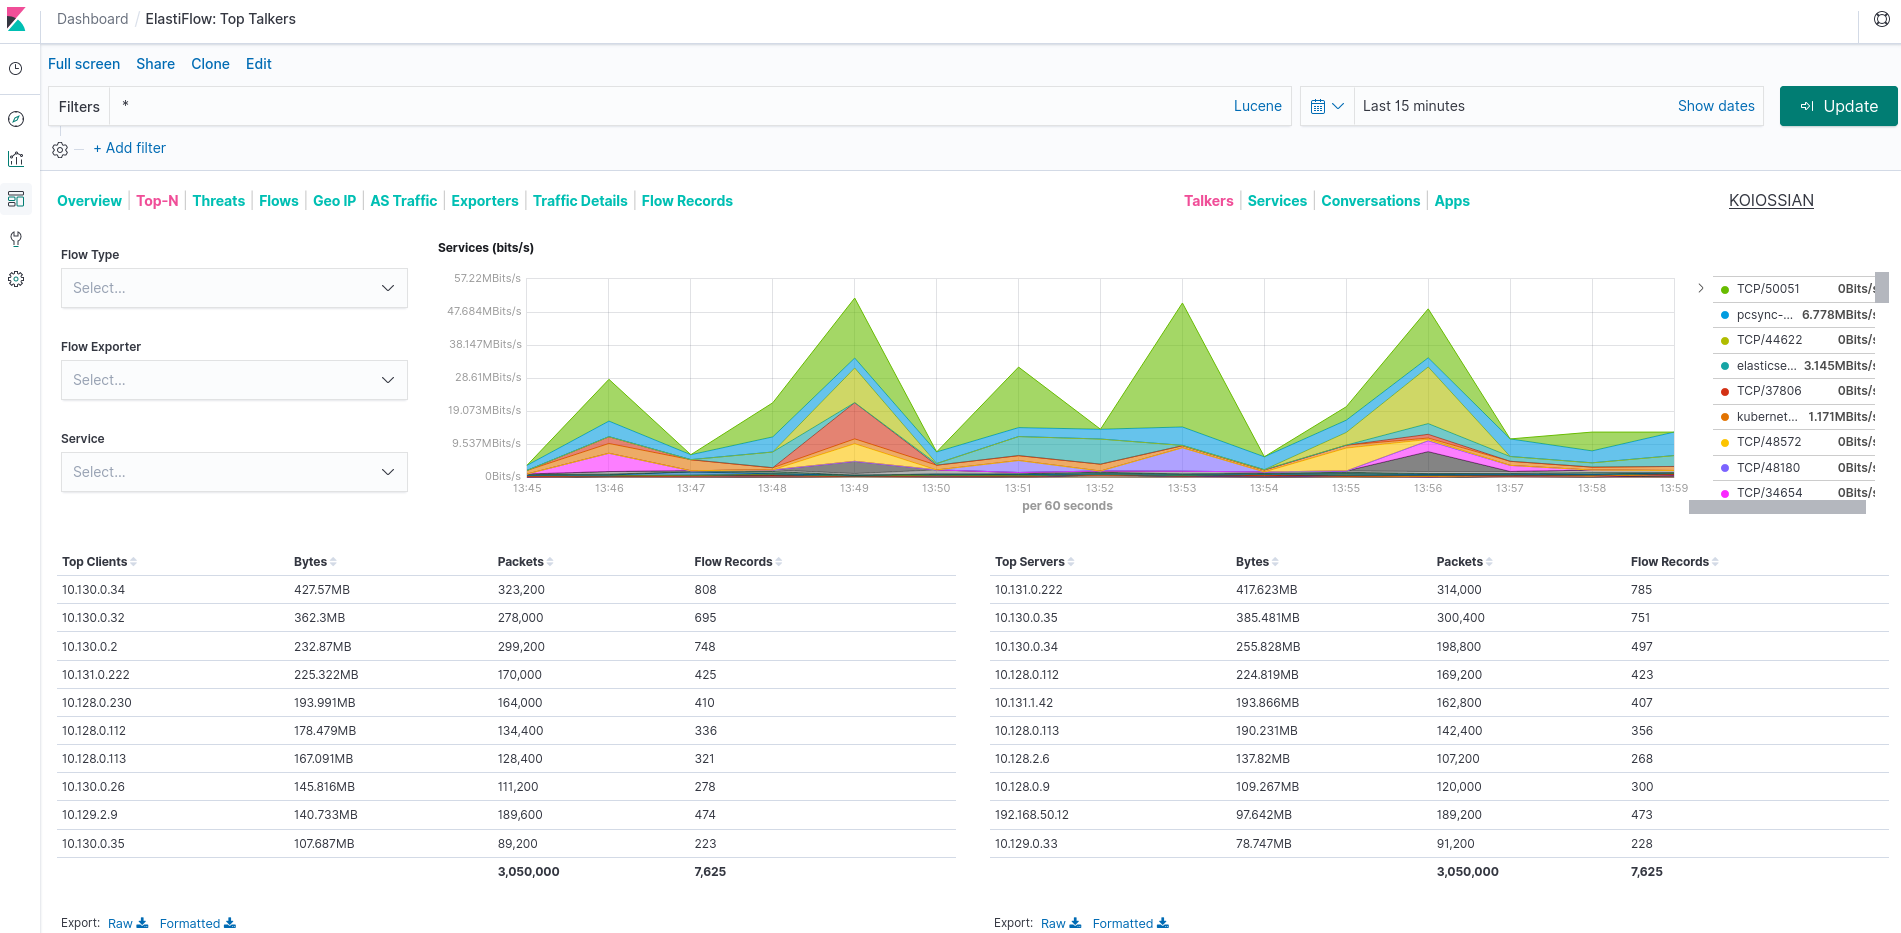 Dashboard / ElastiFlow: Top Talkers
Full screen Share Clone Edit
Filters * Lucene Last 15 minutes Show dates Update
+ Add filter
Overview Top-N Threats Flows Geo IP AS Traffic Exporters Traffic Details Flow Records
Talkers Services Conversations Apps
KOIOSSIAN
Flow Type
Select...
Flow Exporter
Select...
Service
Select...
Services (bits/s)
57.22MBits/s
47.684MBits/s
38.147MBits/s
28.61MBits/s
19.073MBits/s
9.537MBits/s
0Bits/s
13:45 13:46 13:47 13:48 13:49 13:50 13:51 13:52 13:53 13:54 13:55 13:56 13:57 13:58 13:59
per 60 seconds
TCP/50051 0Bits/s
pcsync-... 6.778MBits/s
TCP/44622 0Bits/s
elasticse... 3.145MBits/s
TCP/37806 0Bits/s
kubernet... 1.171MBits/s
TCP/48572 0Bits/s
TCP/48180 0Bits/s
TCP/34654 0Bits/s
Top Clients Bytes Packets Flow Records
10.130.0.34 427.57MB 323,200 808
10.130.0.32 362.3MB 278,000 695
10.130.0.2 232.87MB 299,200 748
10.131.0.222 225.322MB 170,000 425
10.128.0.230 193.991MB 164,000 410
10.128.0.112 178.479MB 134,400 336
10.128.0.113 167.091MB 128,400 321
10.130.0.26 145.816MB 111,200 278
10.129.2.9 140.733MB 189,600 474
10.130.0.35 107.687MB 89,200 223
3,050,000 7,625
Export: Raw Formatted
Top Servers Bytes Packets Flow Records
10.131.0.222 417.623MB 314,000 785
10.130.0.35 385.481MB 300,400 751
10.130.0.34 255.828MB 198,800 497
10.128.0.112 224.819MB 169,200 423
10.131.1.42 193.866MB 162,800 407
10.128.0.113 190.231MB 142,400 356
10.128.2.6 137.82MB 107,200 268
10.128.0.9 109.267MB 120,000 300
192.168.50.12 97.642MB 189,200 473
10.129.0.33 78.747MB 91,200 228
3,050,000 7,625
Export: Raw Formatted